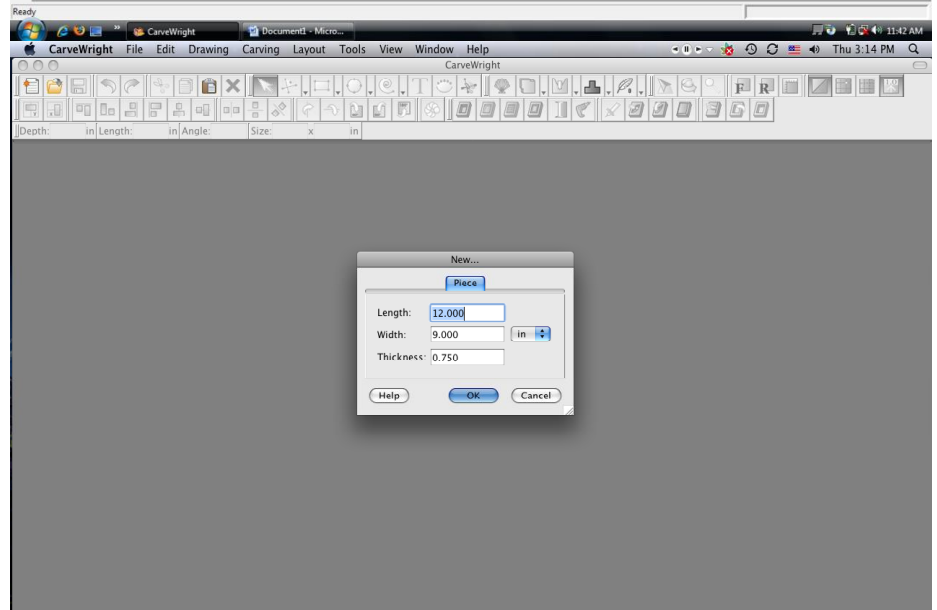 Ready
» CarveWright Document1 - Micro... 11:42 AM
CarveWright File Edit Drawing Carving Layout Tools View Window Help Thu 3:14 PM
CarveWright
T F R
Depth: in Length: in Angle: Size: x in
New...
Piece
Length: 12.000
Width: 9.000 in
Thickness: 0.750
Help OK Cancel